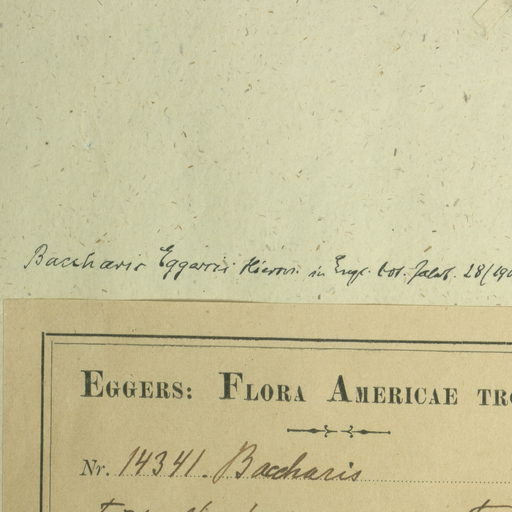 Baccharis Eggersii Hieron. in Engl. bot. Jahrb. 28/190
EGGERS: FLORA AMERICAE TRO
Nr. 14341. Baccharis